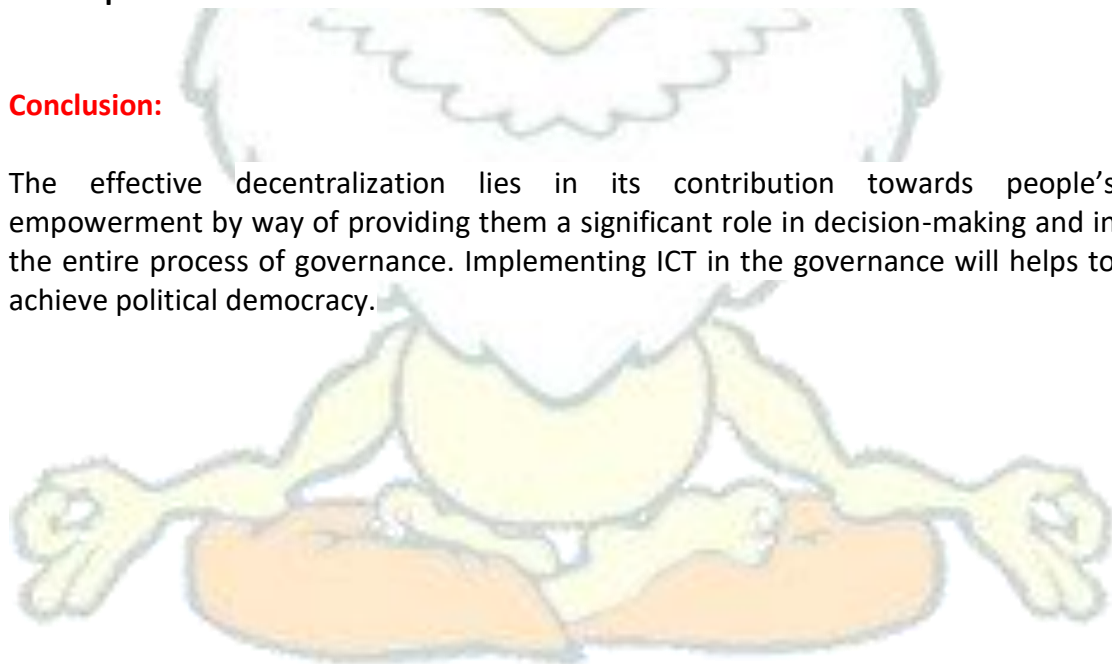 Conclusion:
The effective decentralization lies in its contribution towards people's
empowerment by way of providing them a significant role in decision-making and in
the entire process of governance. Implementing ICT in the governance will helps to
achieve political democracy.